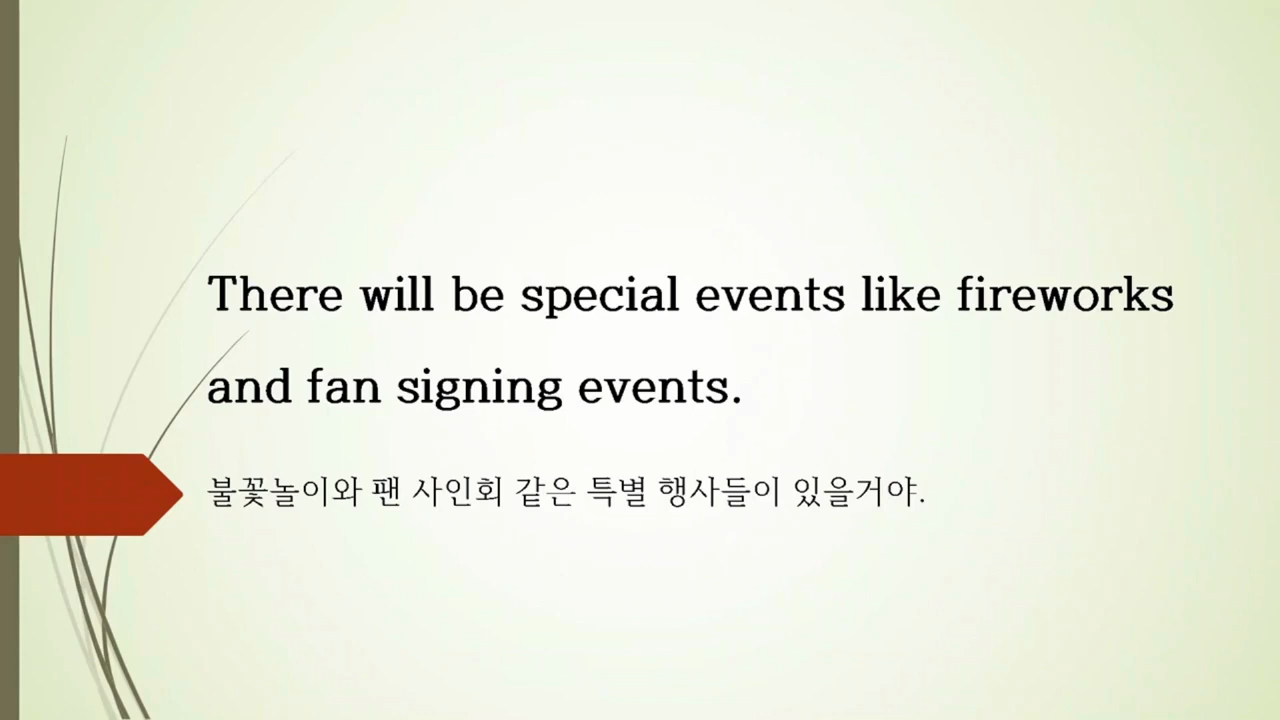 There will be special events like fireworks
and fan signing events.
불꽃놀이와 팬 사인회 같은 특별 행사들이 있을거야.